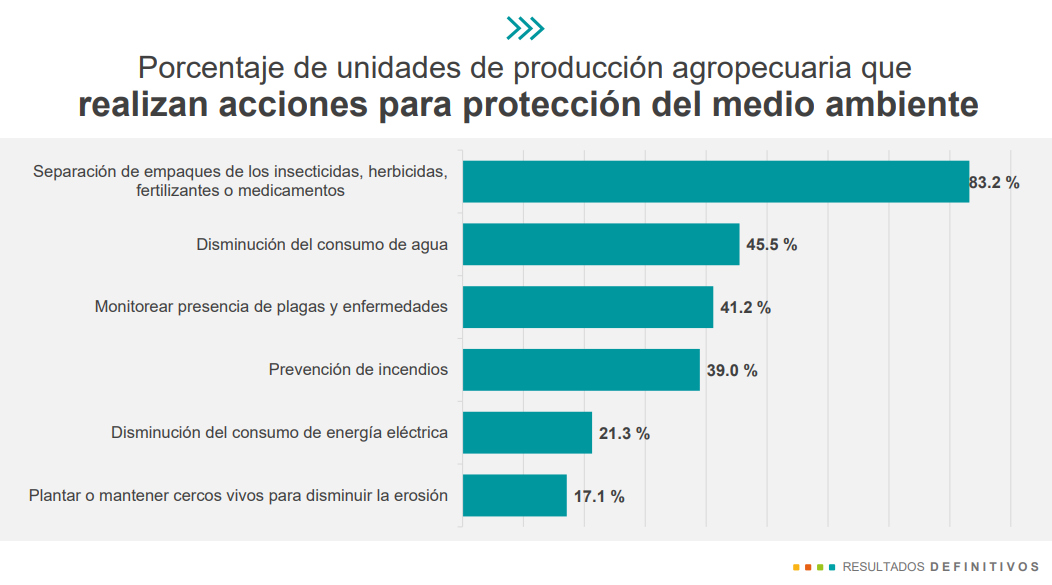 Porcentaje de unidades de producción agropecuaria que
realizan acciones para protección del medio ambiente
Separación de empaques de los insecticidas, herbicidas,
fertilizantes o medicamentos
83.2 %
Disminución del consumo de agua
45.5 %
Monitorear presencia de plagas y enfermedades
41.2 %
Prevención de incendios
39.0 %
Disminución del consumo de energía eléctrica
21.3 %
Plantar o mantener cercos vivos para disminuir la erosión
17.1 %
RESULTADOS DEFINITIVOS